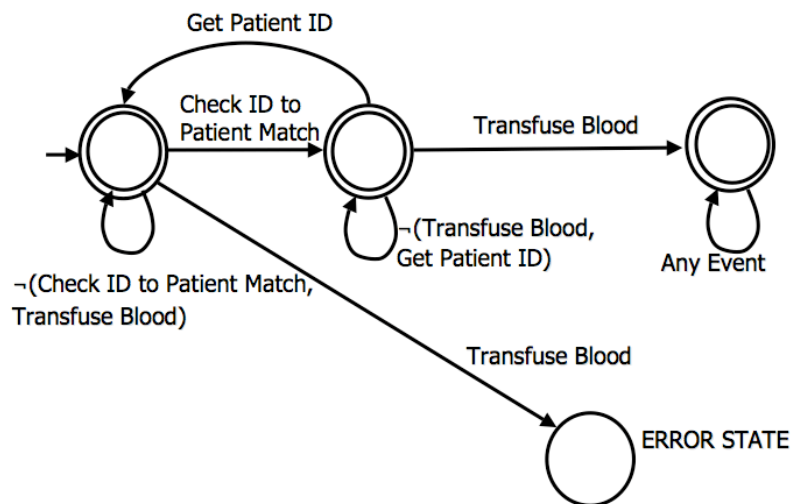 Get Patient ID
Check ID to
Patient Match
Transfuse Blood
¬(Transfuse Blood,
Get Patient ID)
Any Event
¬(Check ID to Patient Match,
Transfuse Blood)
Transfuse Blood
ERROR STATE